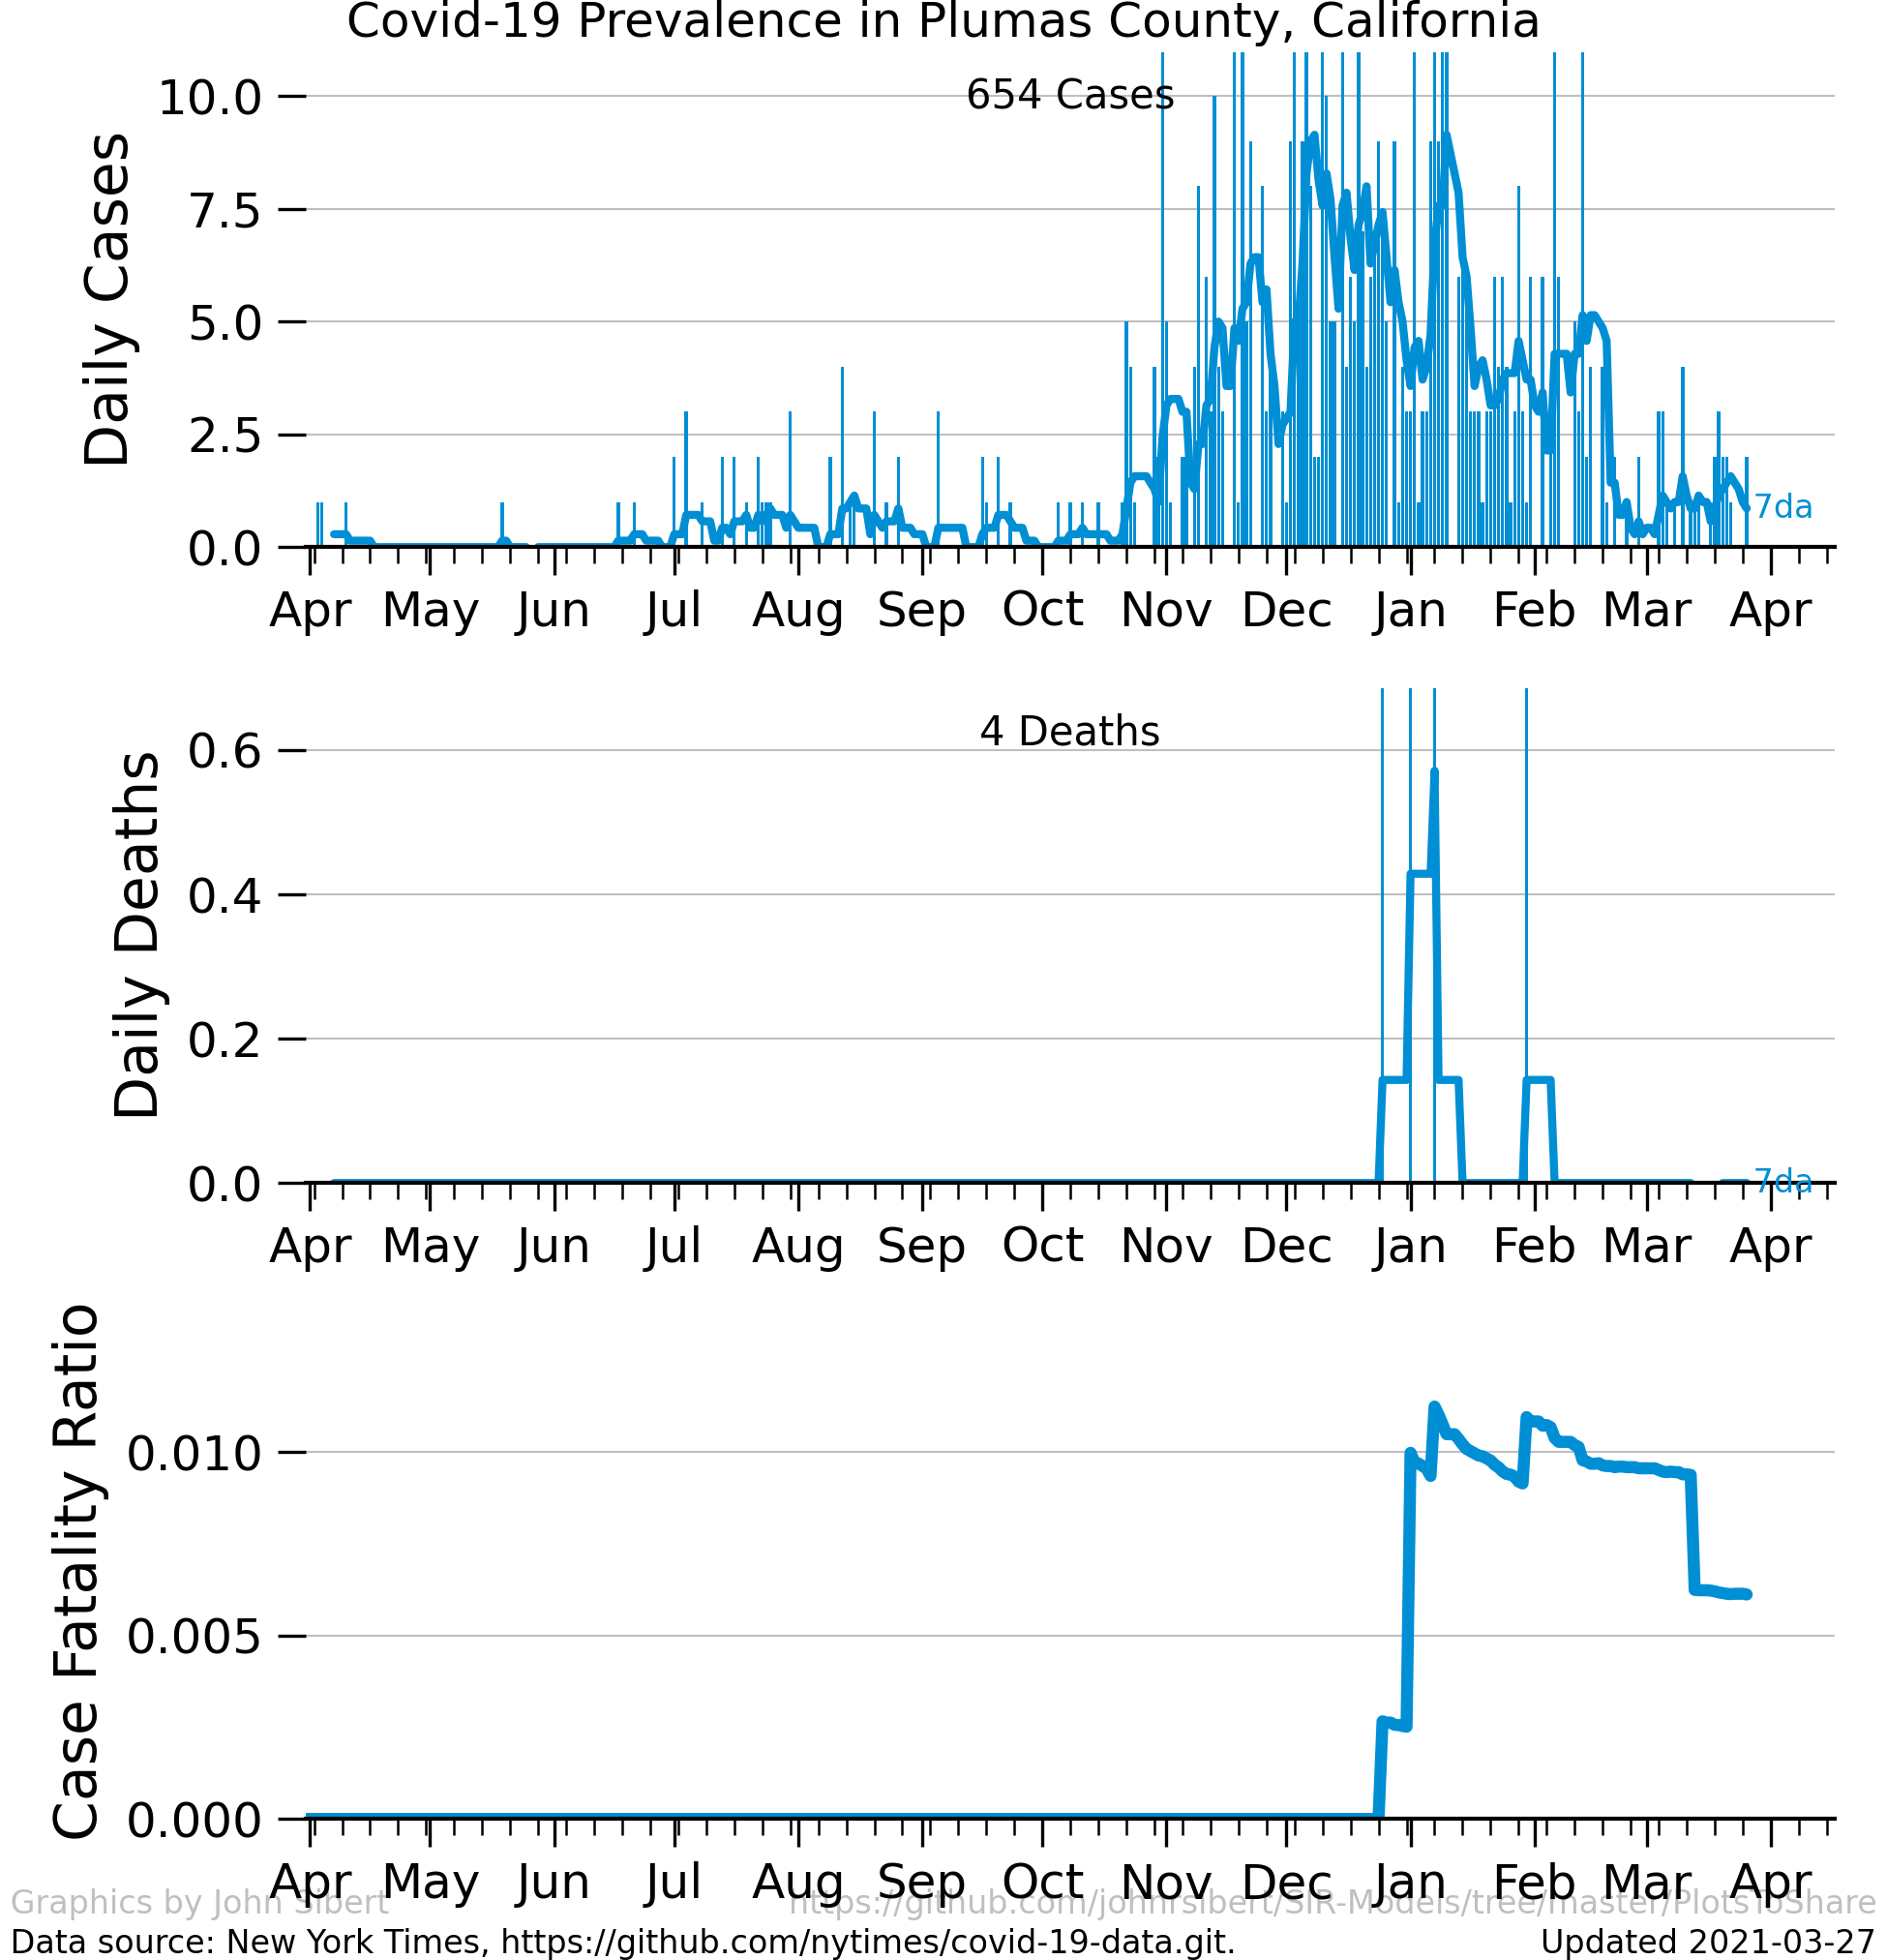 Covid-19 Prevalence in Plumas County, California
654 Cases
Daily Cases
10.0
7.5
5.0
2.5
0.0
7da
Apr May Jun Jul Aug Sep Oct Nov Dec Jan Feb Mar Apr
4 Deaths
Daily Deaths
0.6
0.4
0.2
0.0
7da
Apr May Jun Jul Aug Sep Oct Nov Dec Jan Feb Mar Apr
Case Fatality Ratio
0.010
0.005
0.000
Apr May Jun Jul Aug Sep Oct Nov Dec Jan Feb Mar Apr
Graphics by John Sibert https://github.com/johnrsibert/SIR-Models/tree/master/PlotsToShare
Data source: New York Times, https://github.com/nytimes/covid-19-data.git. Updated 2021-03-27